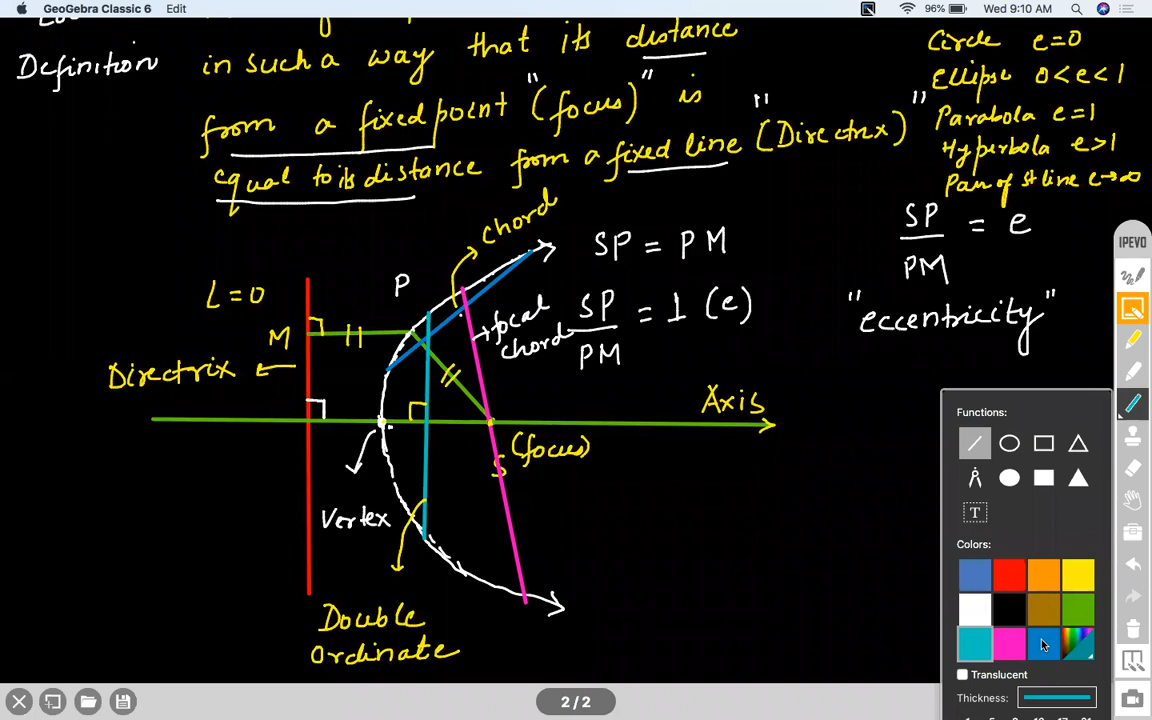 GeoGebra Classic 6 Edit 96% Wed 9:10 AM
Definition in such a way that its distance
from a fixed point "(focus)" is
equal to its distance from a fixed line "(Directrix)"
Circle e=0
Ellipse 0<e<1
Parabola e=1
Hyperbola e>1
Pair of st line e→∞
SP/PM = e
"eccentricity"
chord
P
SP = PM
L=0
M
focal
chord
SP/PM = 1 (e)
Directrix
Axis
S (focus)
Vertex
Double
Ordinate
IPEVO
Functions:
T
Colors:
Translucent
Thickness:
2/2